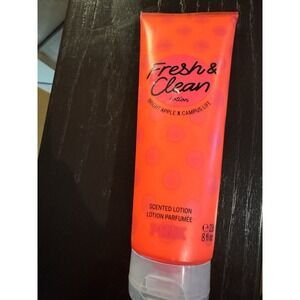 Fresh &
Clean
Lotion
BRIGHT APPLE & CAMPUS LIFE
SCENTED LOTION
LOTION PARFUMÉE
PINK
8 fl